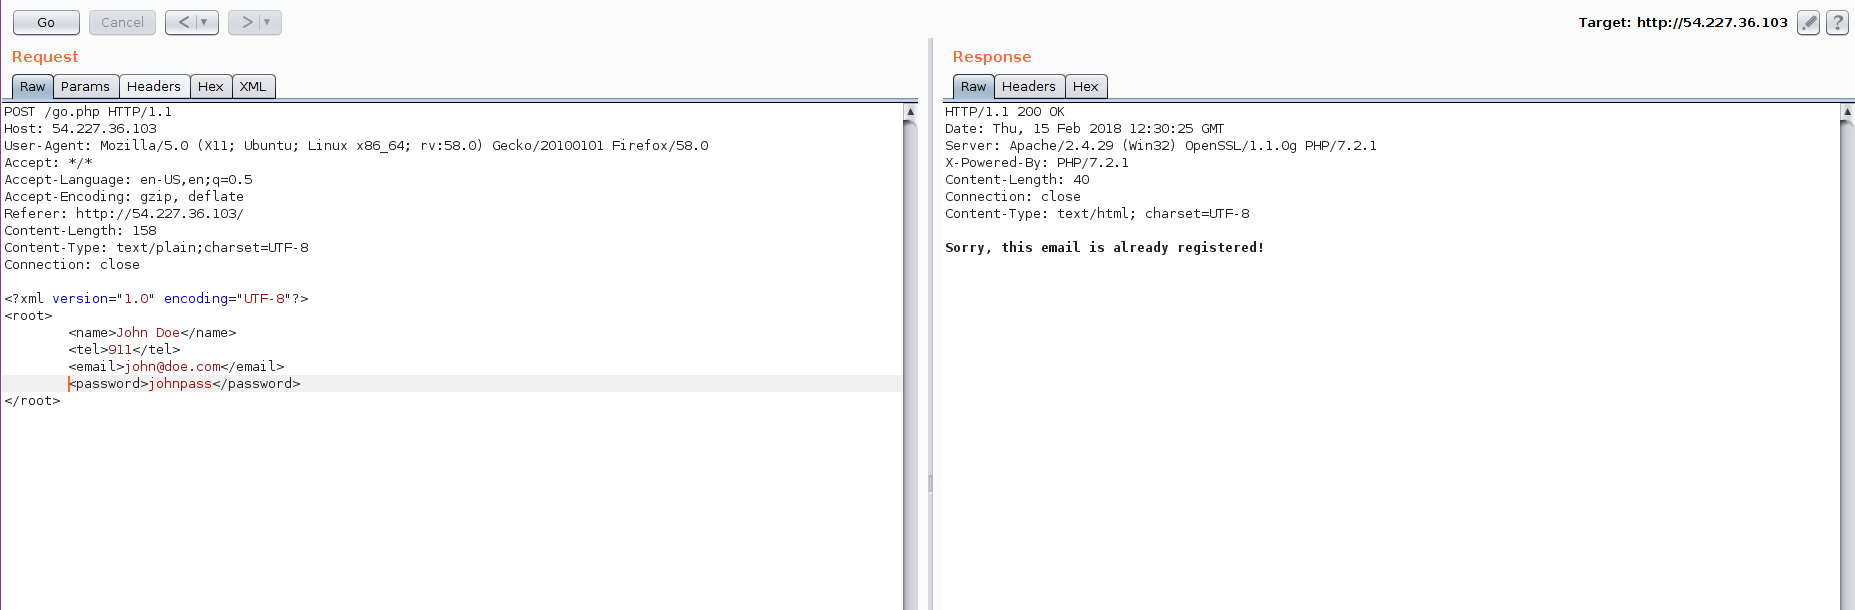 Go Cancel < > Target: http://54.227.36.103 ?
Request
Raw Params Headers Hex XML
POST /go.php HTTP/1.1
Host: 54.227.36.103
User-Agent: Mozilla/5.0 (X11; Ubuntu; Linux x86_64; rv:58.0) Gecko/20100101 Firefox/58.0
Accept: */*
Accept-Language: en-US,en;q=0.5
Accept-Encoding: gzip, deflate
Referer: http://54.227.36.103/
Content-Length: 158
Content-Type: text/plain;charset=UTF-8
Connection: close
<?xml version="1.0" encoding="UTF-8"?>
<root>
<name>John Doe</name>
<tel>911</tel>
<email>john@doe.com</email>
<password>johnpass</password>
</root>
Response
Raw Headers Hex
HTTP/1.1 200 OK
Date: Thu, 15 Feb 2018 12:30:25 GMT
Server: Apache/2.4.29 (Win32) OpenSSL/1.1.0g PHP/7.2.1
X-Powered-By: PHP/7.2.1
Content-Length: 40
Connection: close
Content-Type: text/html; charset=UTF-8
Sorry, this email is already registered!